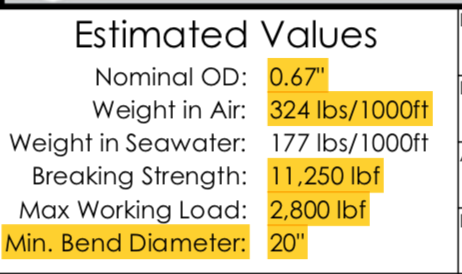 Estimated Values
Nominal OD: 0.67"
Weight in Air: 324 lbs/1000ft
Weight in Seawater: 177 lbs/1000ft
Breaking Strength: 11,250 lbf
Max Working Load: 2,800 lbf
Min. Bend Diameter: 20"